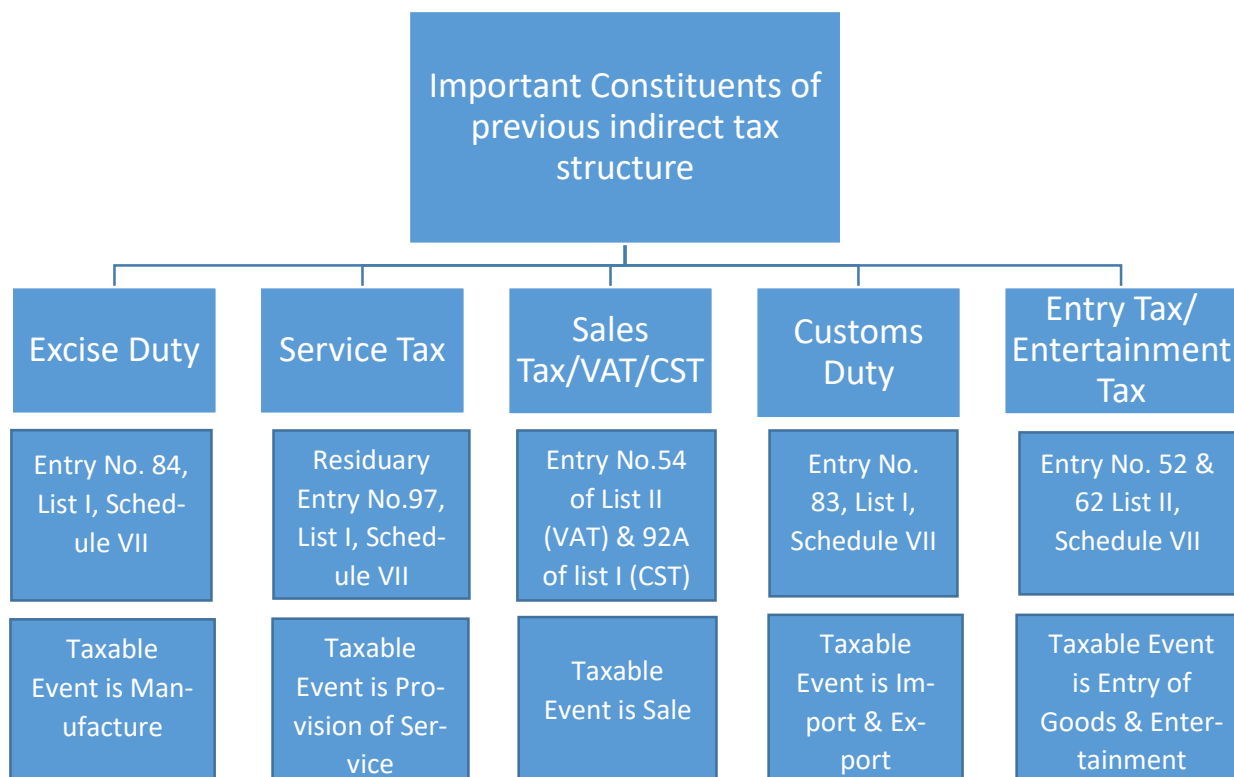 Important Constituents of
previous indirect tax
structure
Excise Duty
Entry No. 84,
List I, Sched-
ule VII
Taxable
Event is Man-
ufacture
Service Tax
Residuary
Entry No.97,
List I, Sched-
ule VII
Taxable
Event is Pro-
vision of Ser-
vice
Sales
Tax/VAT/CST
Entry No.54
of List II
(VAT) & 92A
of list I (CST)
Taxable
Event is Sale
Customs
Duty
Entry No.
83, List I,
Schedule VII
Taxable
Event is Im-
port & Ex-
port
Entry Tax/
Entertainment
Tax
Entry No. 52 &
62 List II,
Schedule VII
Taxable Event
is Entry of
Goods & Enter-
tainment